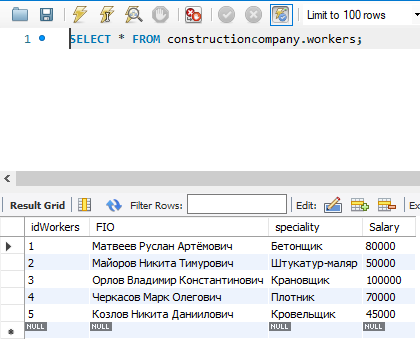 Limit to 100 rows
1 SELECT * FROM constructioncompany.workers;
Result Grid Filter Rows: Edit:
idWorkers FIO speciality Salary
1 Матвеев Руслан Артёмович Бетонщик 80000
2 Майоров Никита Тимурович Штукатур-маляр 50000
3 Орлов Владимир Константинович Крановщик 100000
4 Черкасов Марк Олегович Плотник 70000
5 Козлов Никита Даниилович Кровельщик 45000
NULL NULL NULL NULL